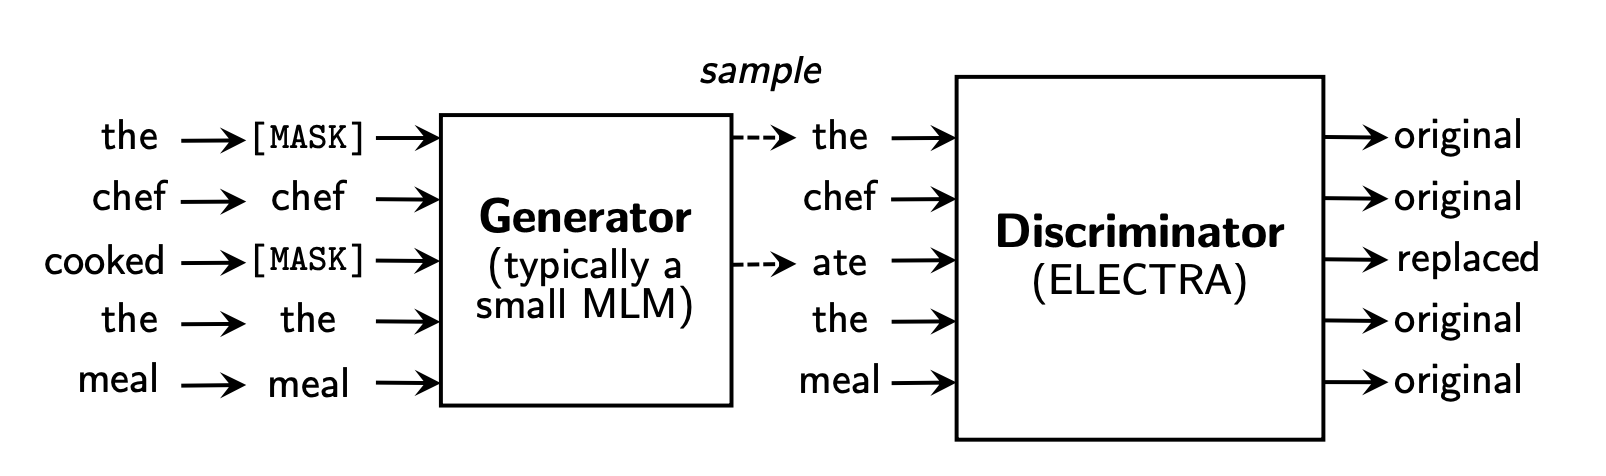 sample
the [MASK] the original
chef chef chef original
cooked [MASK] ate replaced
the the the original
meal meal meal original
Generator
(typically a
small MLM)
Discriminator
(ELECTRA)